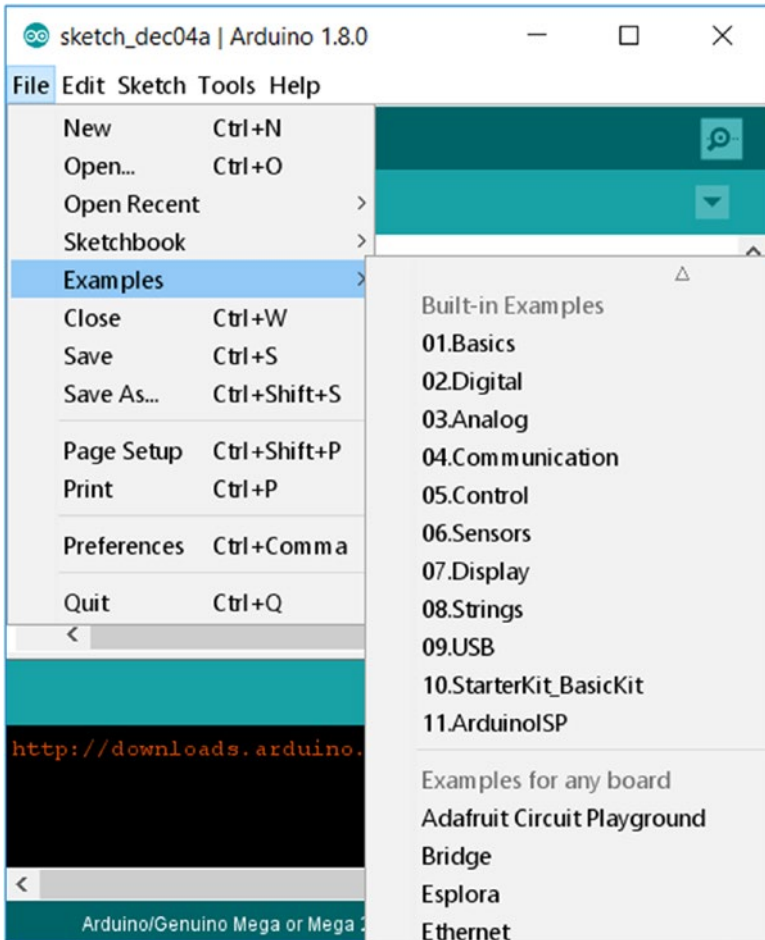 sketch_dec04a | Arduino 1.8.0
File Edit Sketch Tools Help
New Ctrl+N
Open... Ctrl+O
Open Recent
Sketchbook
Examples
Close Ctrl+W
Save Ctrl+S
Save As... Ctrl+Shift+S
Page Setup Ctrl+Shift+P
Print Ctrl+P
Preferences Ctrl+Comma
Quit Ctrl+Q
Built-in Examples
01.Basics
02.Digital
03.Analog
04.Communication
05.Control
06.Sensors
07.Display
08.Strings
09.USB
10.StarterKit_BasicKit
11.ArduinoISP
Examples for any board
Adafruit Circuit Playground
Bridge
Esplora
Ethernet
http://downloads.arduino.
Arduino/Genuino Mega or Mega